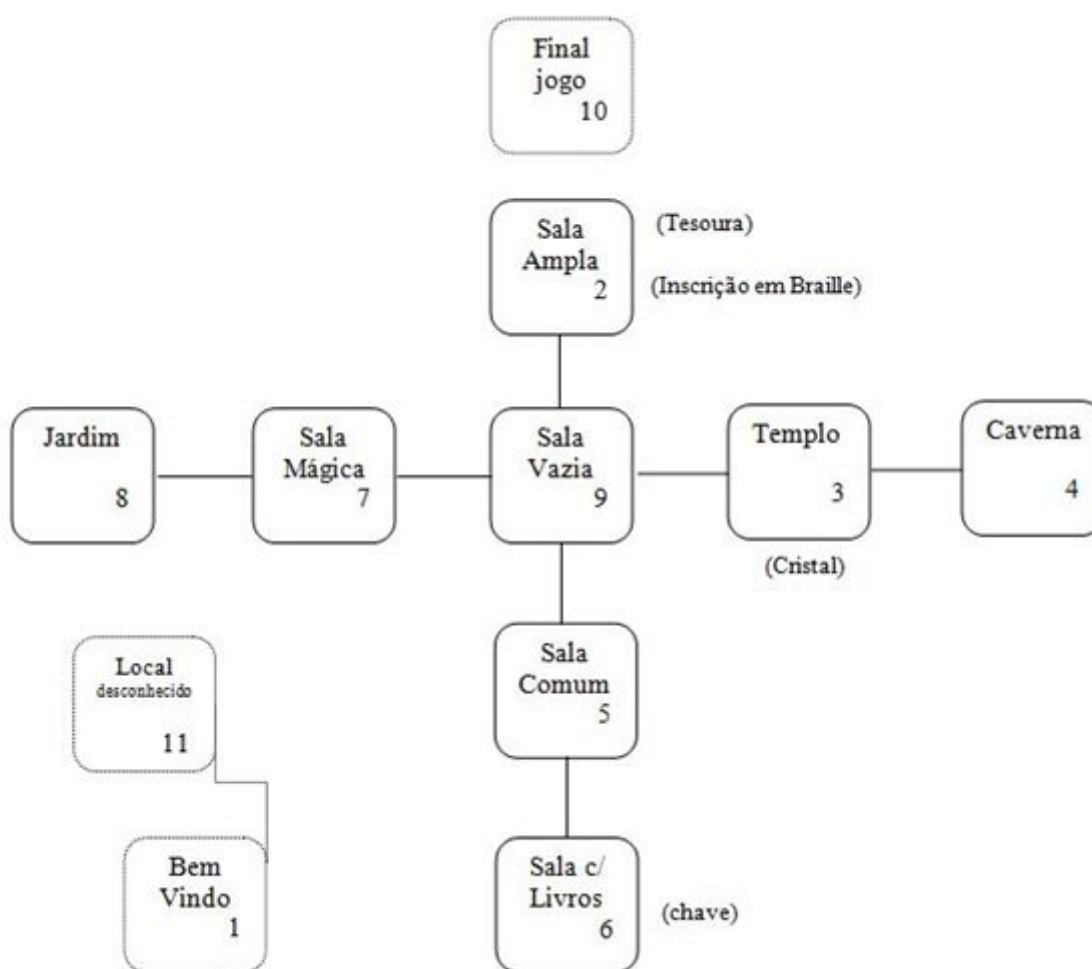 Final
jogo
10
Sala
Ampla
2
(Tesoura)
(Inscrição em Braille)
Jardim
8
Sala
Mágica
7
Sala
Vazia
9
Templo
3
(Cristal)
Caverna
4
Local
desconhecido
11
Sala
Comum
5
Bem
Vindo
1
Sala c/
Livros
6
(chave)